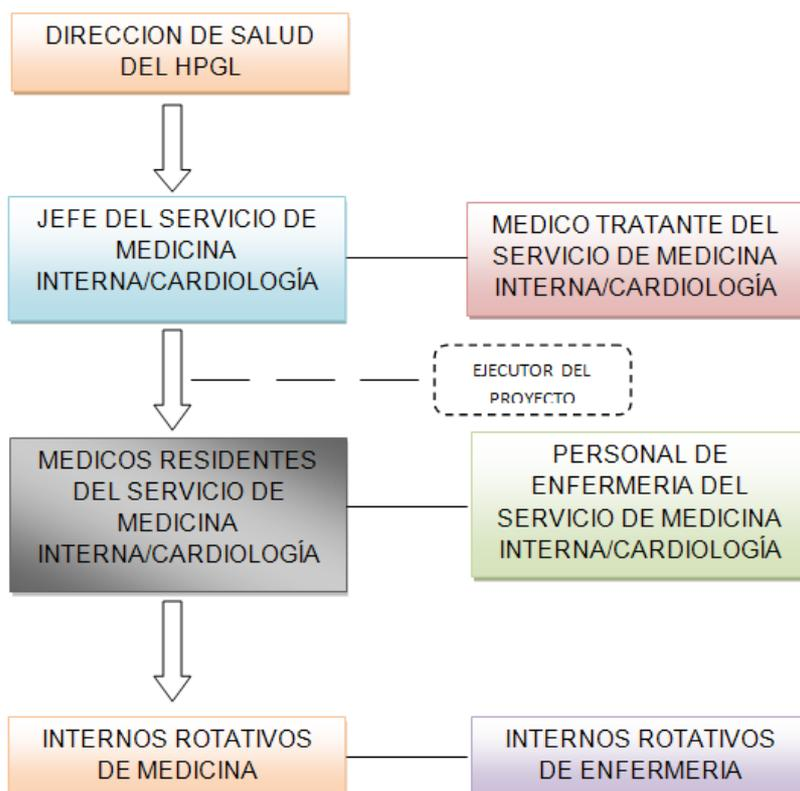 DIRECCION DE SALUD
DEL HPGL
JEFE DEL SERVICIO DE
MEDICINA
INTERNA/CARDIOLOGÍA
MEDICO TRATANTE DEL
SERVICIO DE MEDICINA
INTERNA/CARDIOLOGÍA
EJECUTOR DEL
PROYECTO
MEDICOS RESIDENTES
DEL SERVICIO DE
MEDICINA
INTERNA/CARDIOLOGÍA
PERSONAL DE
ENFERMERIA DEL
SERVICIO DE MEDICINA
INTERNA/CARDIOLOGÍA
INTERNOS ROTATIVOS
DE MEDICINA
INTERNOS ROTATIVOS
DE ENFERMERIA